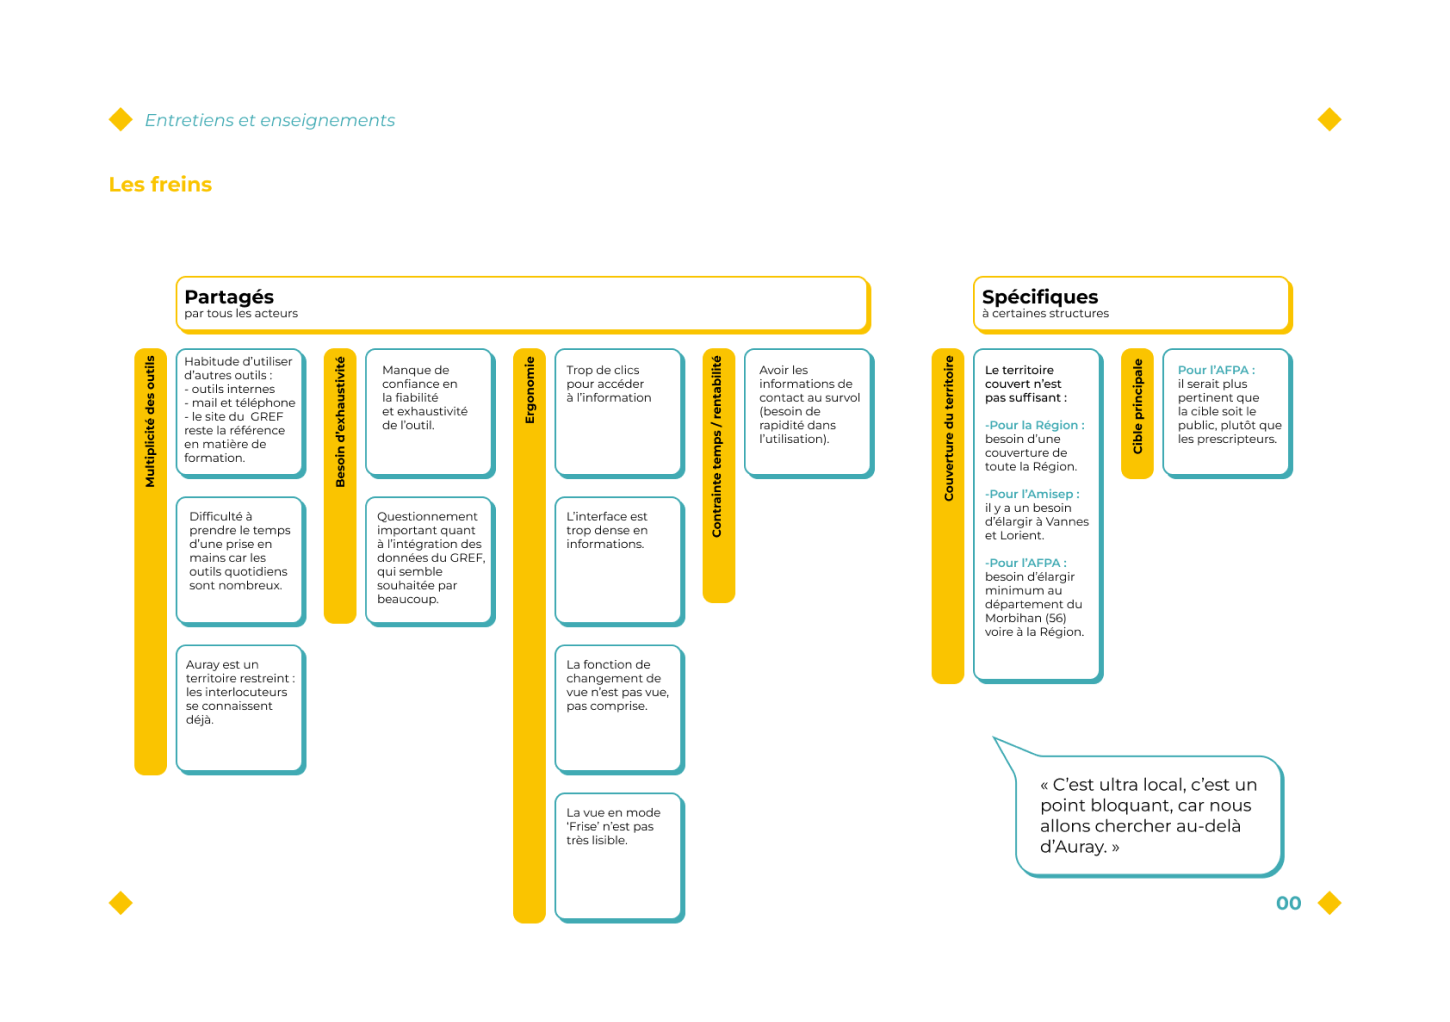 Entretiens et enseignements
Les freins
Partagés
par tous les acteurs
Multiplicité des outils
Habitude d’utiliser
d’autres outils :
- outils internes
- mail et téléphone
- le site du GREF
reste la référence
en matière de
formation.
Difficulté à
prendre le temps
d’une prise en
mains car les
outils quotidiens
sont nombreux.
Auray est un
territoire restreint :
les interlocuteurs
se connaissent
déjà.
Besoin d’exhaustivité
Manque de
confiance en
la fiabilité
et exhaustivité
de l’outil.
Questionnement
important quant
à l’intégration des
données du GREF,
qui semble
souhaitée par
beaucoup.
Ergonomie
Trop de clics
pour accéder
à l’information
L’interface est
trop dense en
informations.
La fonction de
changement de
vue n’est pas vue,
pas comprise.
La vue en mode
‘Frise’ n’est pas
très lisible.
Contrainte temps / rentabilité
Avoir les
informations de
contact au survol
(besoin de
rapidité dans
l’utilisation).
Spécifiques
à certaines structures
Couverture du territoire
Le territoire
couvert n’est
pas suffisant :
-Pour la Région :
besoin d’une
couverture de
toute la Région.
-Pour l’Amisep :
il y a un besoin
d’élargir à Vannes
et Lorient.
-Pour l’AFPA :
besoin d’élargir
minimum au
département du
Morbihan (56)
voire à la Région.
Cible principale
Pour l’AFPA :
il serait plus
pertinent que
la cible soit le
public, plutôt que
les prescripteurs.
« C’est ultra local, c’est un
point bloquant, car nous
allons chercher au-delà
d’Auray. »
00